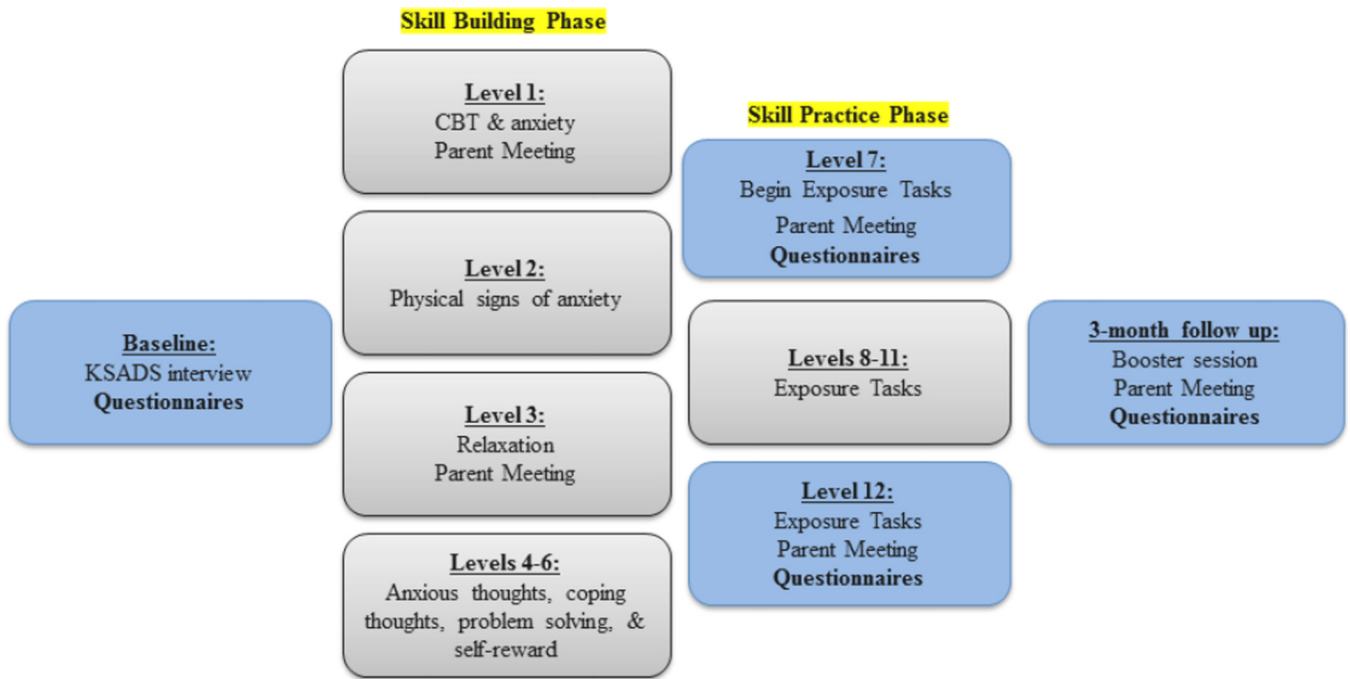 Skill Building Phase
Level 1:
CBT & anxiety
Parent Meeting
Level 2:
Physical signs of anxiety
Baseline:
KSADS interview
Questionnaires
Level 3:
Relaxation
Parent Meeting
Levels 4-6:
Anxious thoughts, coping
thoughts, problem solving, &
self-reward
Skill Practice Phase
Level 7:
Begin Exposure Tasks
Parent Meeting
Questionnaires
Levels 8-11:
Exposure Tasks
Level 12:
Exposure Tasks
Parent Meeting
Questionnaires
3-month follow up:
Booster session
Parent Meeting
Questionnaires